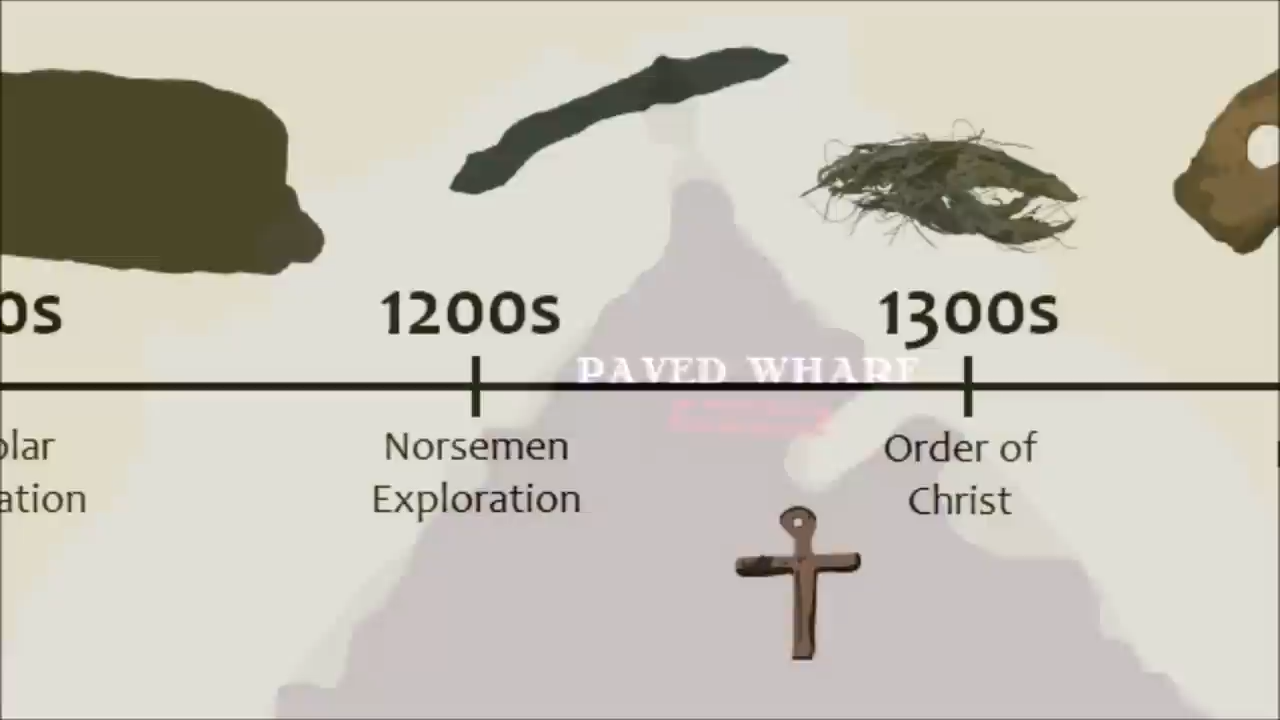 0s 1200s 1300s
PAVED WHARF
olar Norsemen Order of
ation Exploration Christ